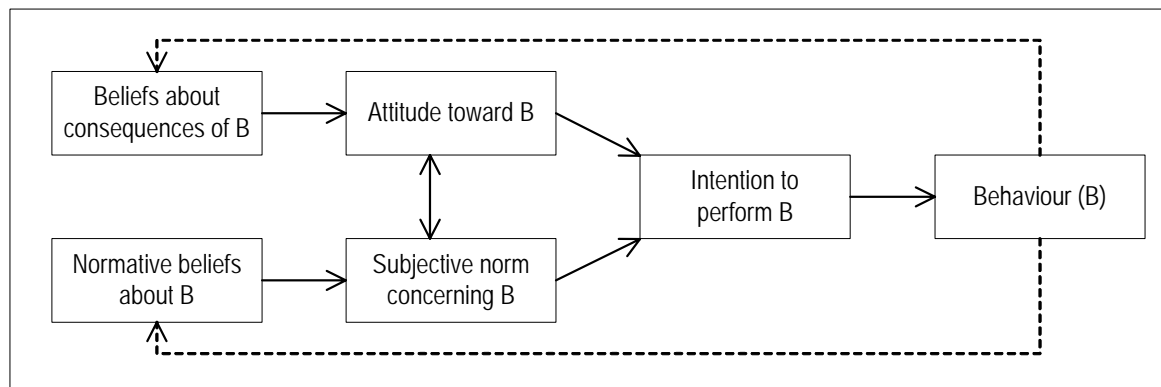 Beliefs about
consequences of B
Attitude toward B
Intention to
perform B
Behaviour (B)
Normative beliefs
about B
Subjective norm
concerning B